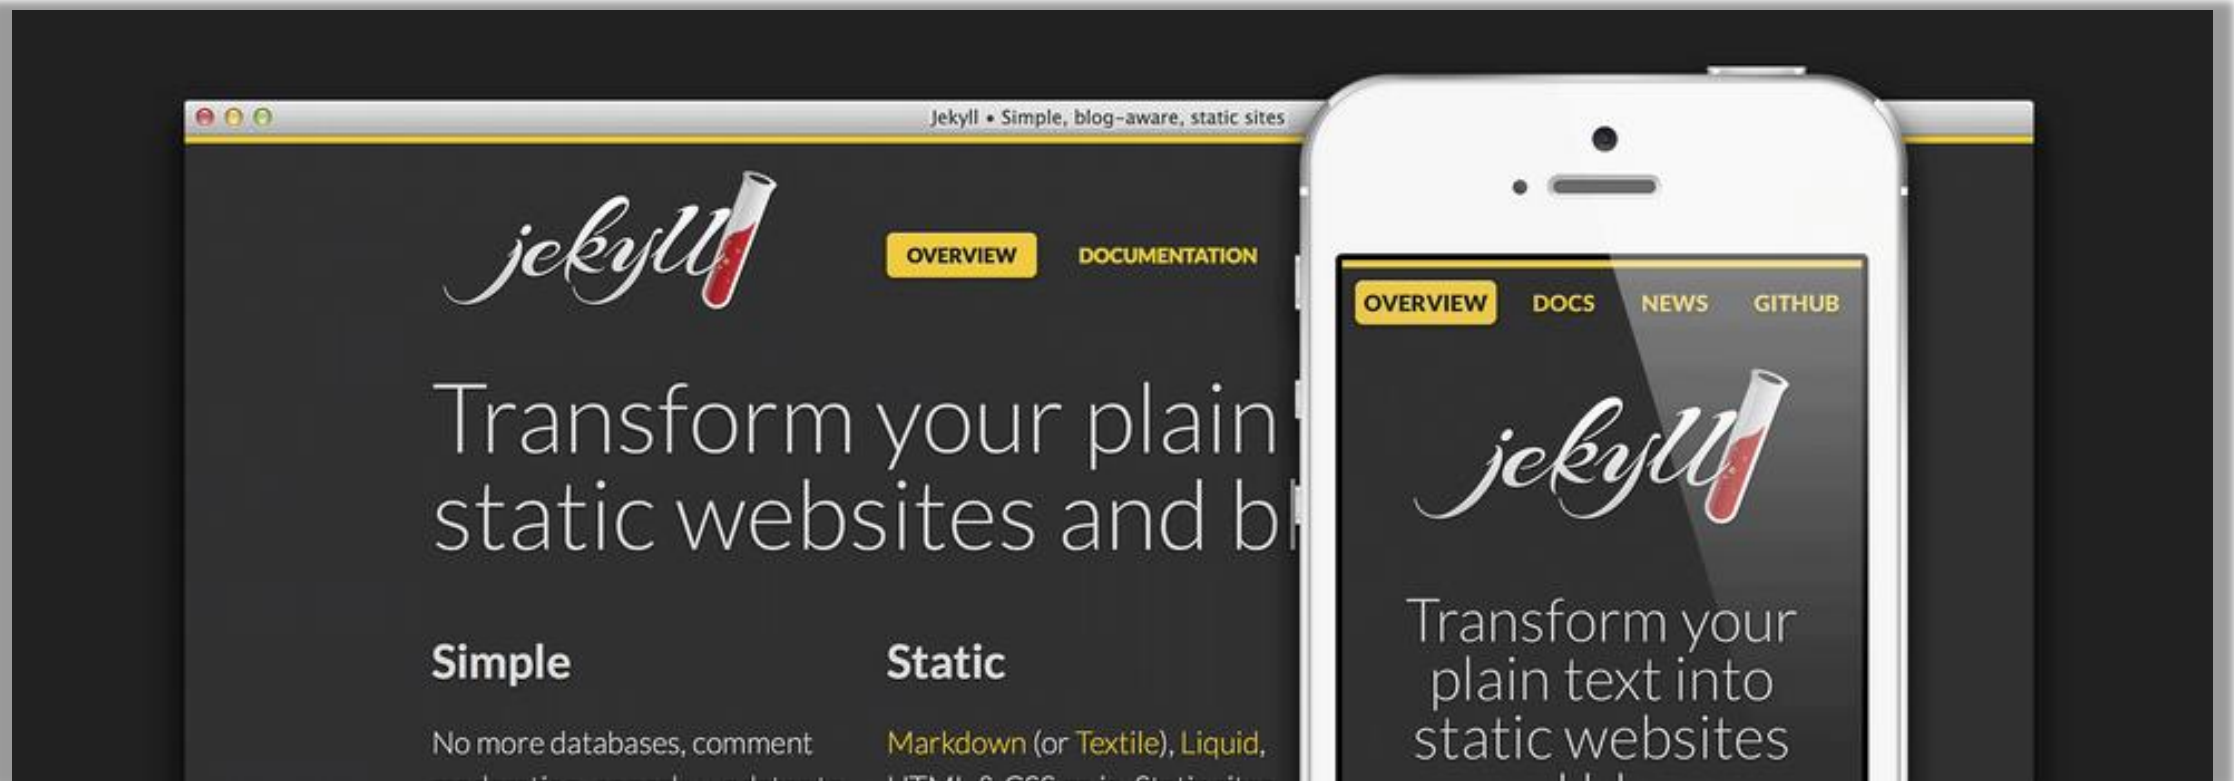 Jekyll • Simple, blog-aware, static sites
jekyll
OVERVIEW DOCUMENTATION
Transform your plain
static websites and bl
Simple
No more databases, comment
Static
Markdown (or Textile), Liquid,
OVERVIEW DOCS NEWS GITHUB
jekyll
Transform your
plain text into
static websites